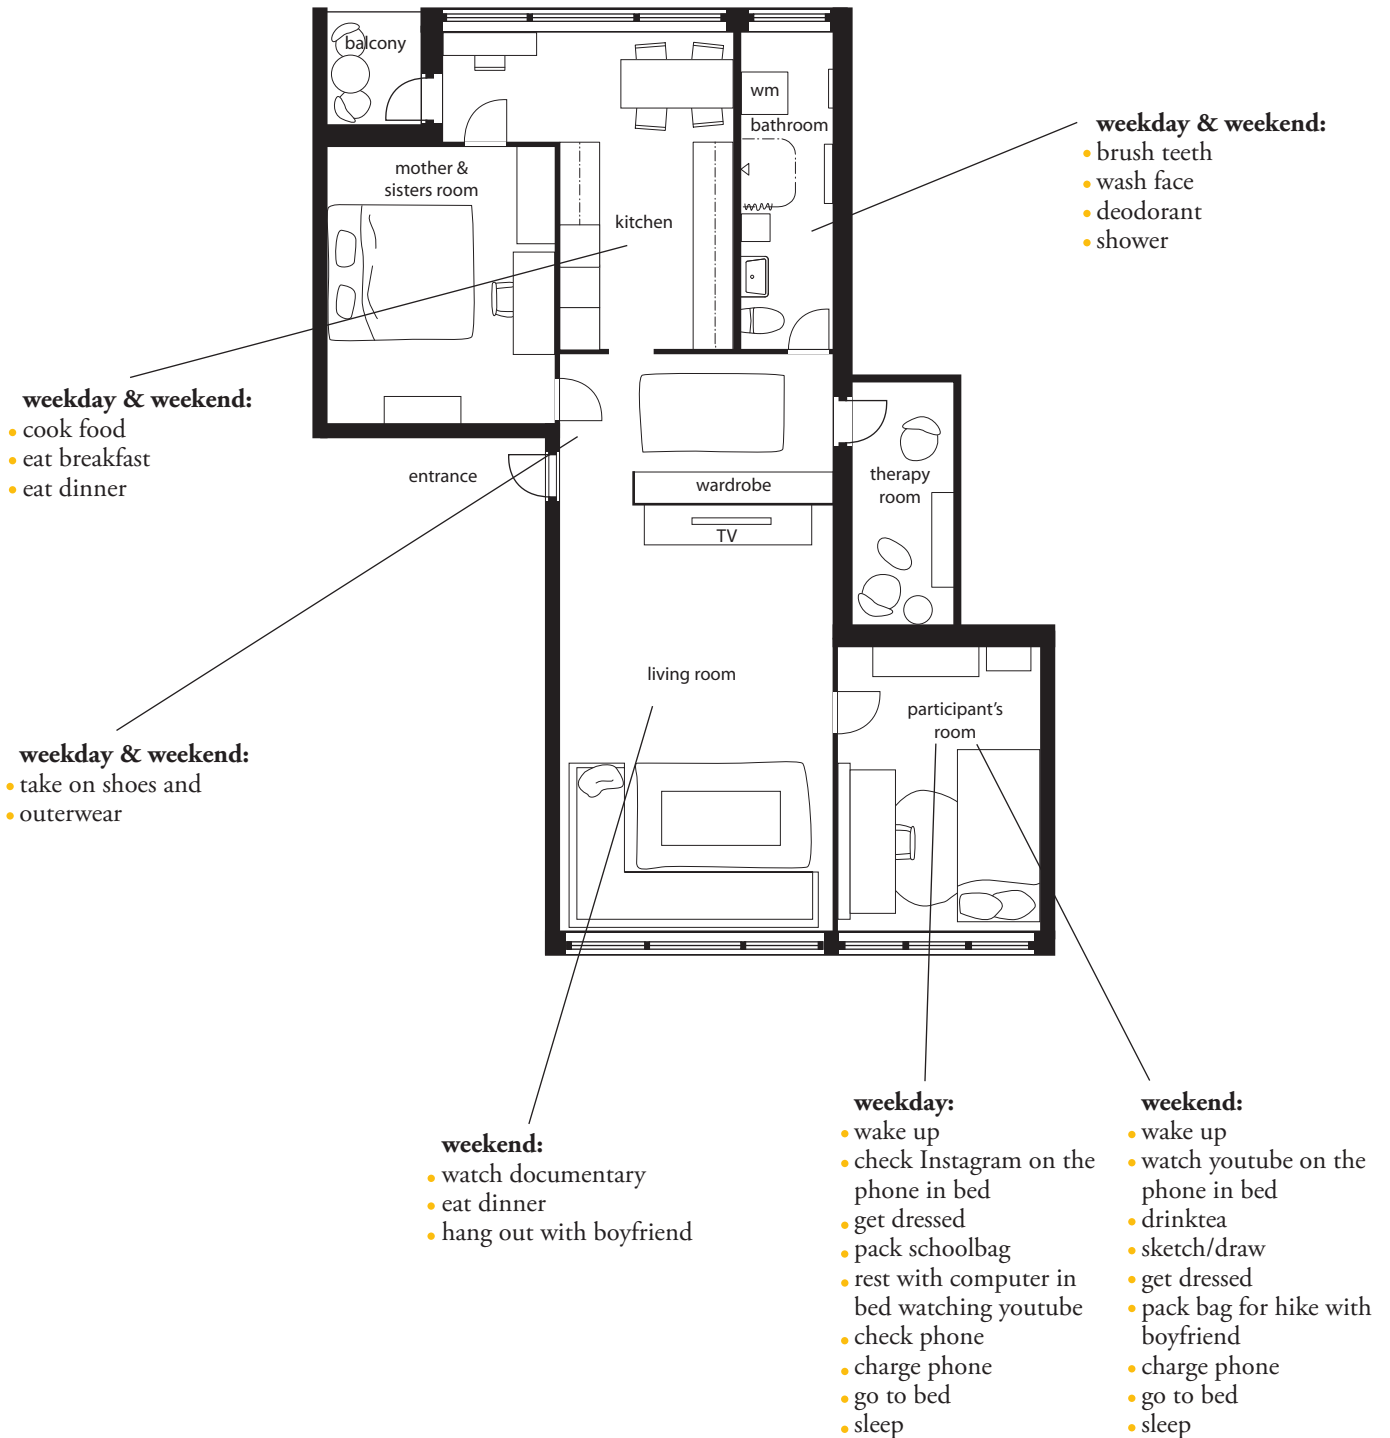 balcony
wm
bathroom
weekday & weekend:
brush teeth
wash face
deodorant
shower
mother &
sisters room
kitchen
weekday & weekend:
cook food
eat breakfast
eat dinner
entrance
wardrobe
TV
therapy
room
living room
participant's
room
weekday & weekend:
take on shoes and
outerwear
weekend:
watch documentary
eat dinner
hang out with boyfriend
weekday:
wake up
check Instagram on the
phone in bed
get dressed
pack schoolbag
rest with computer in
bed watching youtube
check phone
charge phone
go to bed
sleep
weekend:
wake up
watch youtube on the
phone in bed
drinktea
sketch/draw
get dressed
pack bag for hike with
boyfriend
charge phone
go to bed
sleep